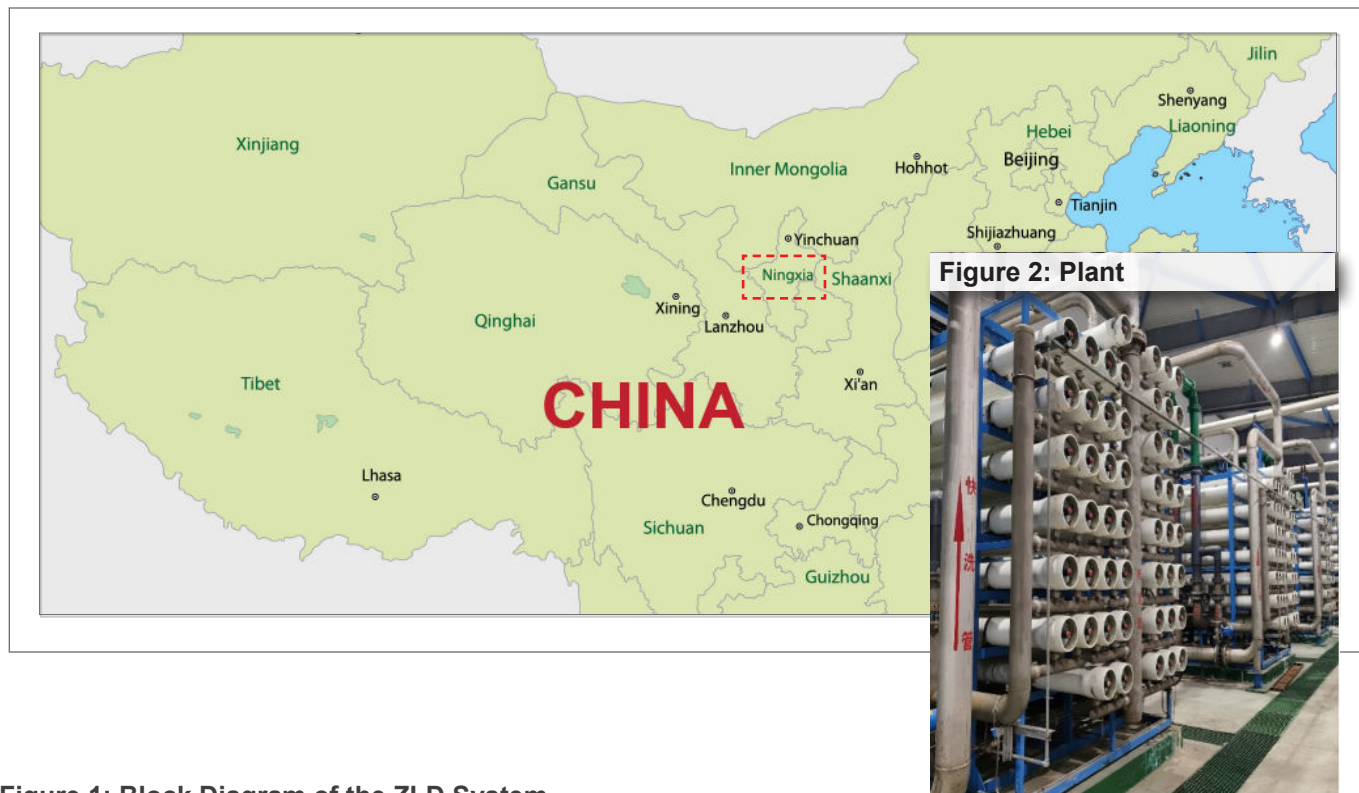 Jilin
Shenyang
Liaoning
Hebei
Beijing
Xinjiang
Inner Mongolia
Hohhot
Gansu
Tianjin
Shijiazhuang
Yinchuan
Ningxia
Shaanxi
Xining
Lanzhou
Qinghai
Tibet
Xi'an
CHINA
Lhasa
Chengdu
Chongqing
Sichuan
Guizhou
Figure 2: Plant
快
洗
管
Figure 1: Block Diagram of the ZLD System